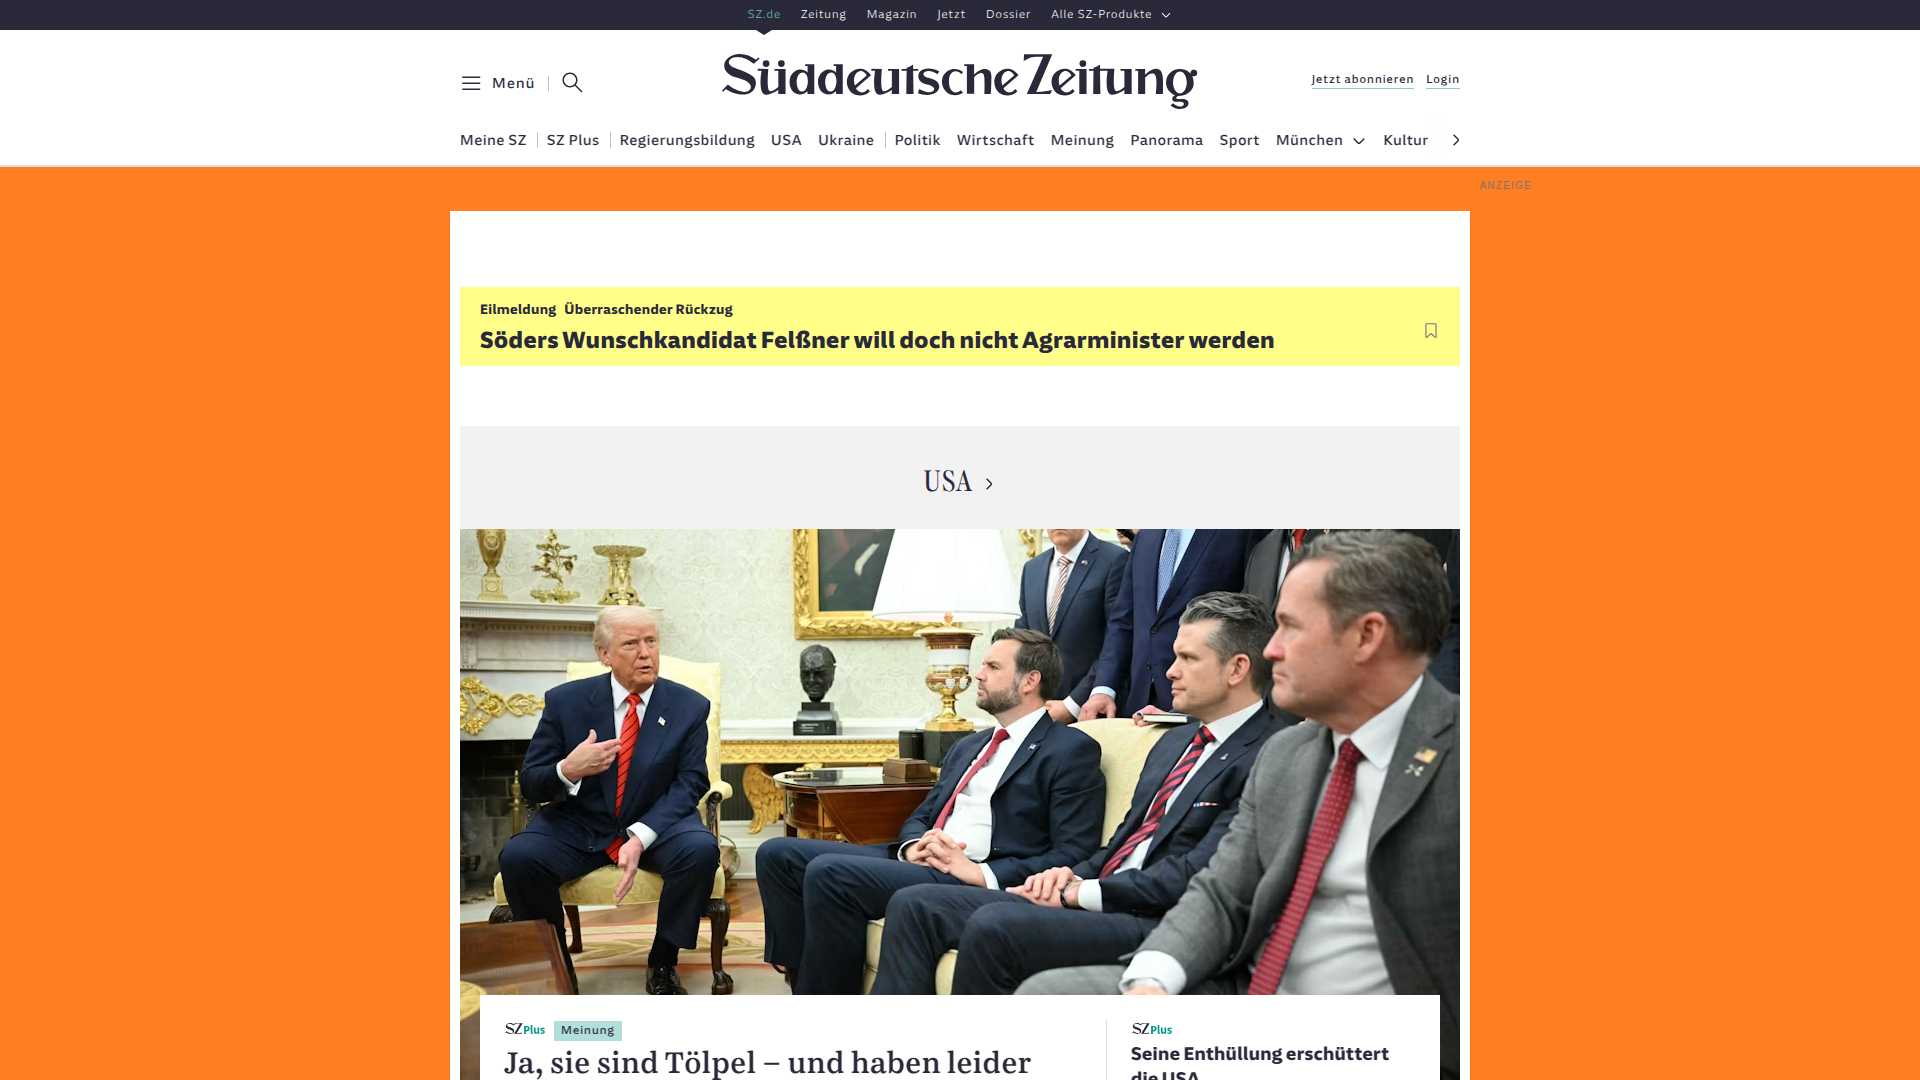 SZ.de Zeitung Magazin Jetzt Dossier Alle SZ-Produkte
Menü
Süddeutsche Zeitung
Jetzt abonnieren Login
Meine SZ SZ Plus Regierungsbildung USA Ukraine Politik Wirtschaft Meinung Panorama Sport München Kultur
ANZEIGE
Eilmeldung Überraschender Rückzug
Söders Wunschkandidat Felßner will doch nicht Agrarminister werden
USA
SZ Plus Meinung
Ja, sie sind Tölpel – und haben leider
SZ Plus
Seine Enthüllung erschüttert
die USA